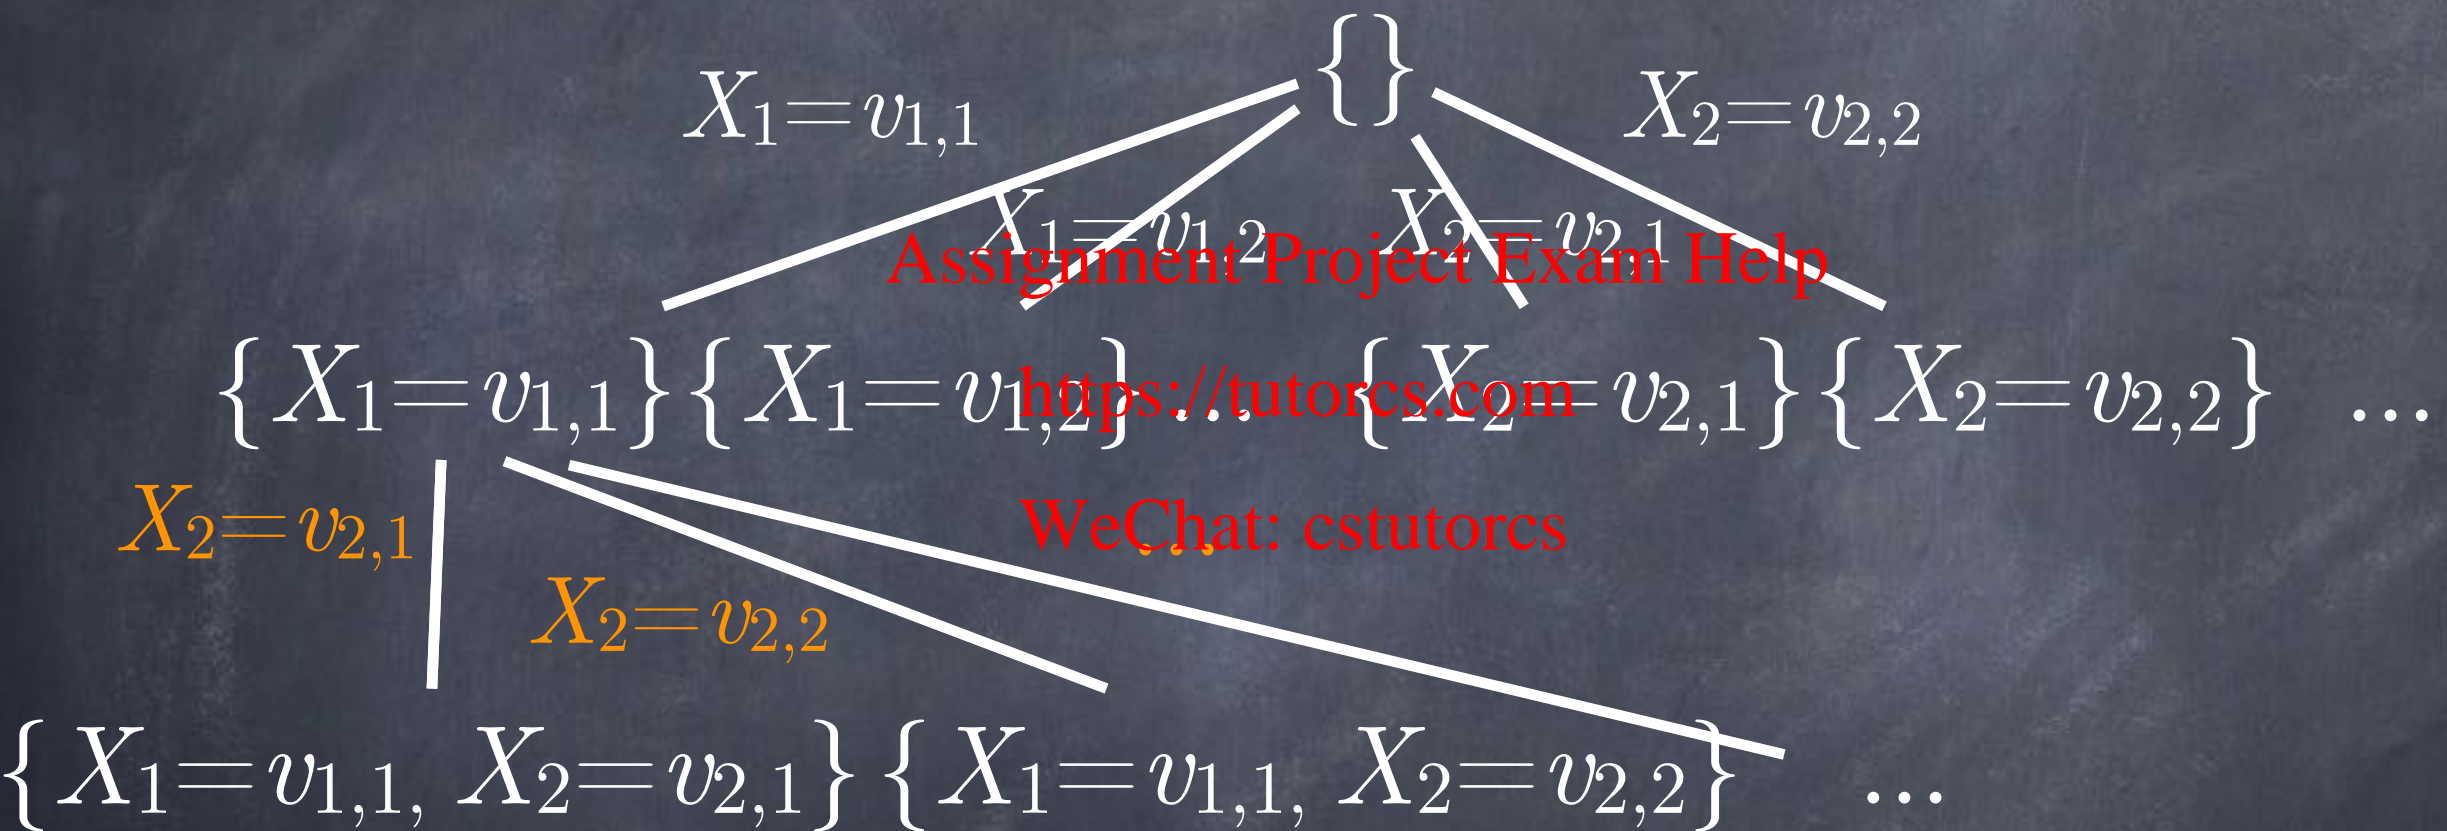 {}
X₁=v₁,₁ X₂=v₂,₂
X₁=v₁,₂ X₂=v₂,₁
Assignment Project Exam Help
{X₁=v₁,₁}{X₁=v₁,₂} ... {X₂=v₂,₁}{X₂=v₂,₂} ...
https://tutorcs.com
X₂=v₂,₁
WeChat: cstutorcs
...
X₂=v₂,₂
{X₁=v₁,₁, X₂=v₂,₁}{X₁=v₁,₁, X₂=v₂,₂} ...